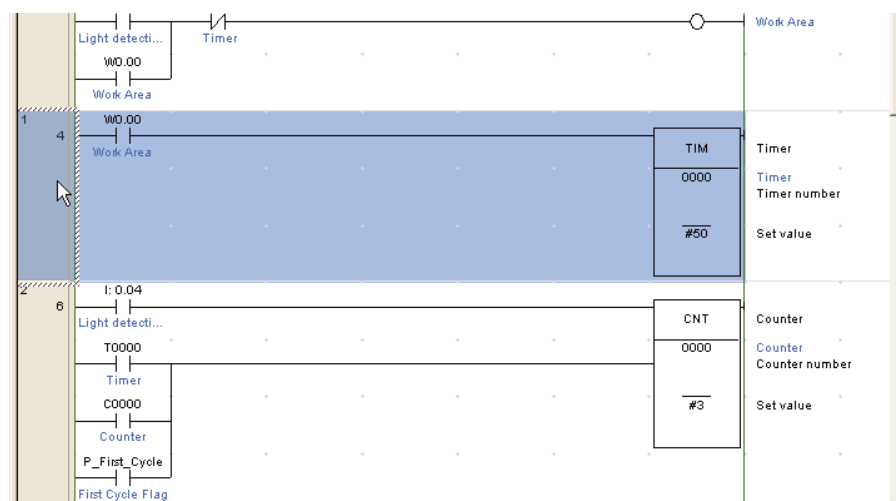 Light detecti...
Timer
Work Area
W0.00
Work Area
1
4
W0.00
Work Area
TIM
Timer
0000
Timer
Timer number
#50
Set value
2
6
I: 0.04
Light detecti...
CNT
Counter
T0000
0000
Counter
Timer
Counter number
C0000
#3
Set value
Counter
P_First_Cycle
First Cycle Flag